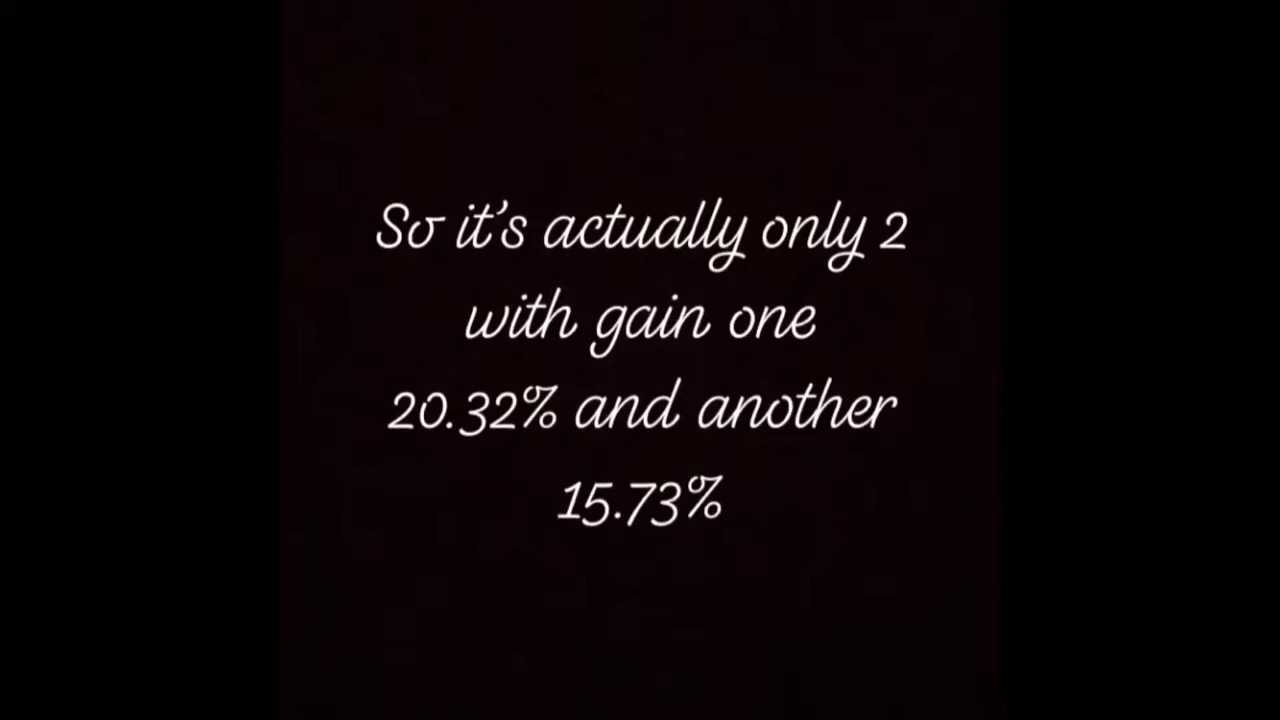 So it’s actually only 2
with gain one
20.32% and another
15.73%